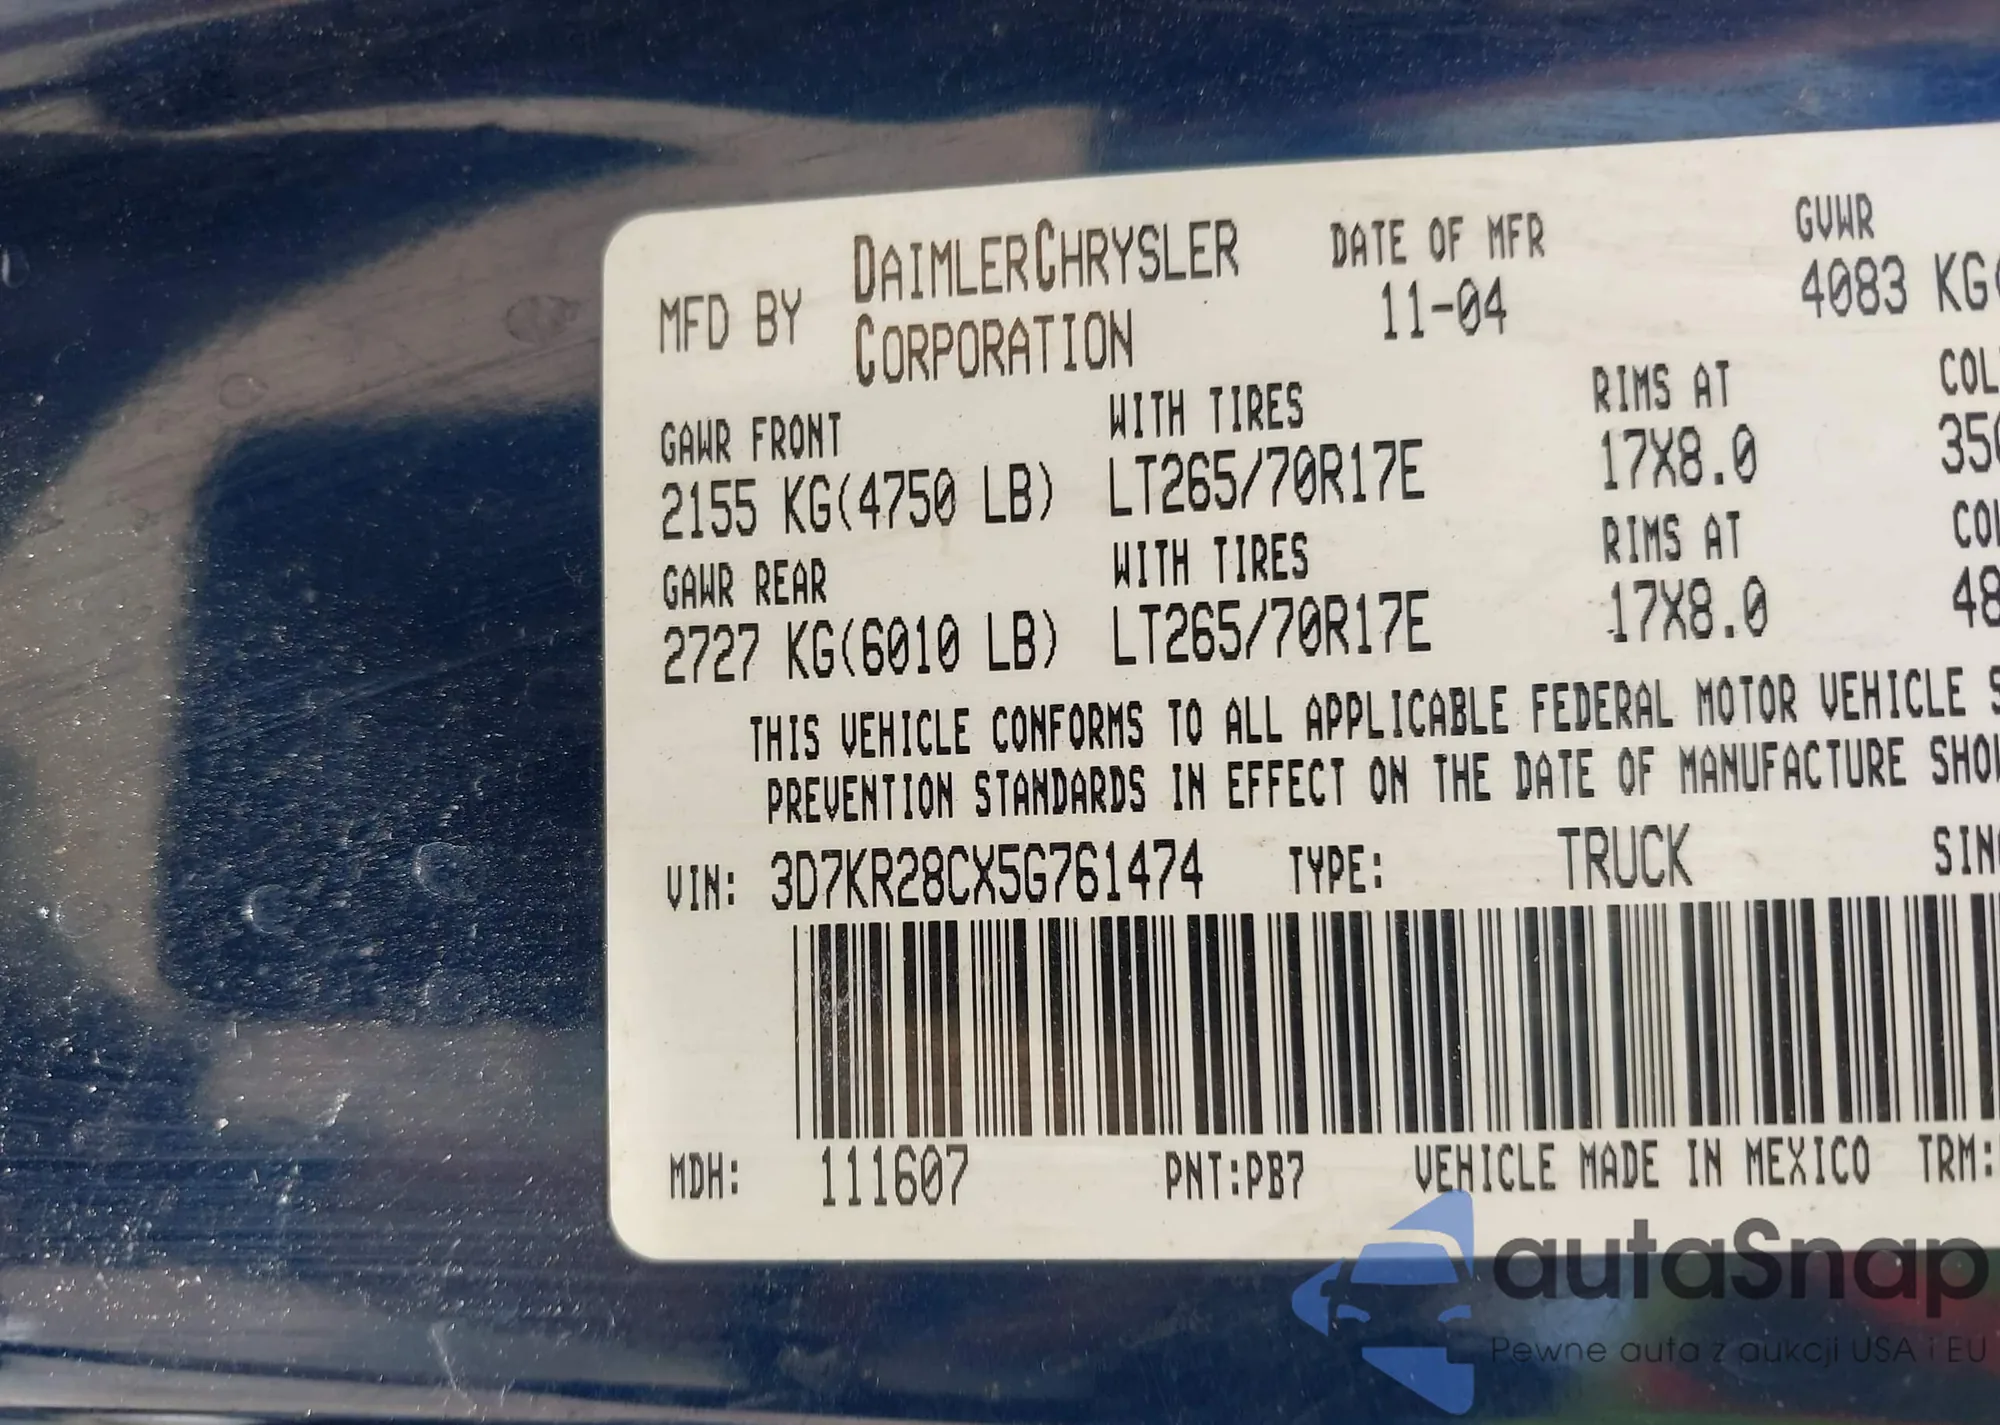 MFD BY DAIMLERCHRYSLER CORPORATION DATE OF MFR 11-04 GVWR 4083 KG(
GAWR FRONT WITH TIRES RIMS AT
2155 KG(4750 LB) LT265/70R17E 17X8.0
GAWR REAR WITH TIRES RIMS AT
2727 KG(6010 LB) LT265/70R17E 17X8.0
THIS VEHICLE CONFORMS TO ALL APPLICABLE FEDERAL MOTOR VEHICLE
PREVENTION STANDARDS IN EFFECT ON THE DATE OF MANUFACTURE
VIN: 3D7KR28CX5G761474 TYPE: TRUCK
MDH: 111607 PNT:PB7 VEHICLE MADE IN MEXICO TRM:
autaSnap
Pewne auta z aukcji USA i EU